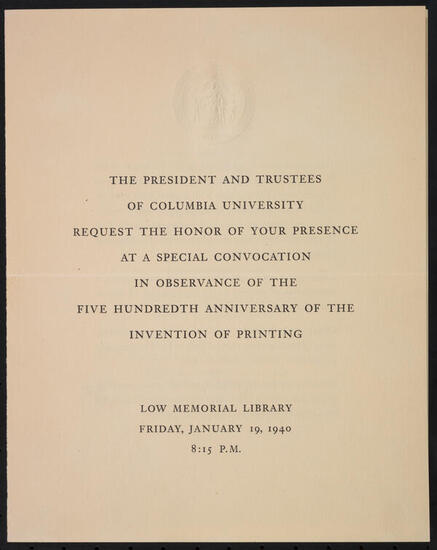 THE PRESIDENT AND TRUSTEES
OF COLUMBIA UNIVERSITY
REQUEST THE HONOR OF YOUR PRESENCE
AT A SPECIAL CONVOCATION
IN OBSERVANCE OF THE
FIVE HUNDREDTH ANNIVERSARY OF THE
INVENTION OF PRINTING
LOW MEMORIAL LIBRARY
FRIDAY, JANUARY 19, 1940
8:15 P.M.